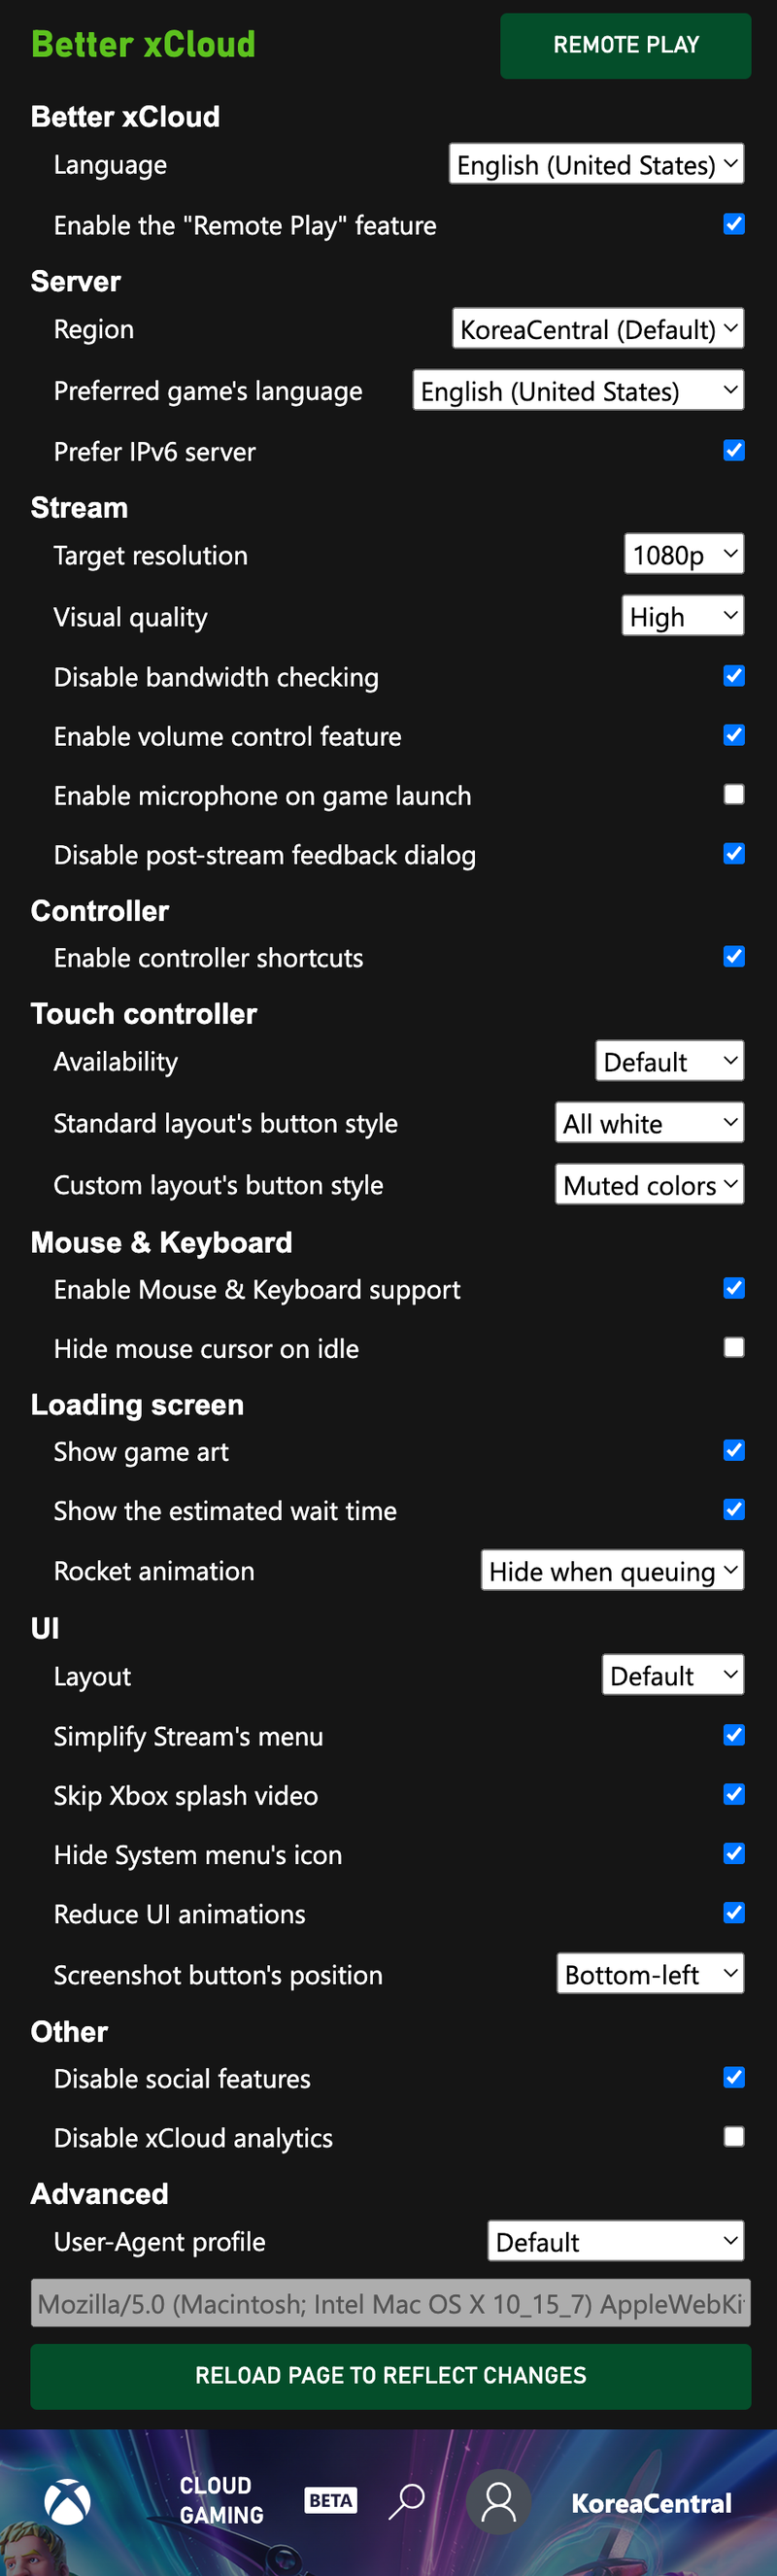 Better xCloud
REMOTE PLAY
Better xCloud
Language
English (United States)
Enable the "Remote Play" feature
Server
Region
KoreaCentral (Default)
Preferred game's language
English (United States)
Prefer IPv6 server
Stream
Target resolution
1080p
Visual quality
High
Disable bandwidth checking
Enable volume control feature
Enable microphone on game launch
Disable post-stream feedback dialog
Controller
Enable controller shortcuts
Touch controller
Availability
Default
Standard layout's button style
All white
Custom layout's button style
Muted colors
Mouse & Keyboard
Enable Mouse & Keyboard support
Hide mouse cursor on idle
Loading screen
Show game art
Show the estimated wait time
Rocket animation
Hide when queuing
UI
Layout
Default
Simplify Stream's menu
Skip Xbox splash video
Hide System menu's icon
Reduce UI animations
Screenshot button's position
Bottom-left
Other
Disable social features
Disable xCloud analytics
Advanced
User-Agent profile
Default
Mozilla/5.0 (Macintosh; Intel Mac OS X 10_15_7) AppleWebKi
RELOAD PAGE TO REFLECT CHANGES
CLOUD
GAMING
BETA
KoreaCentral